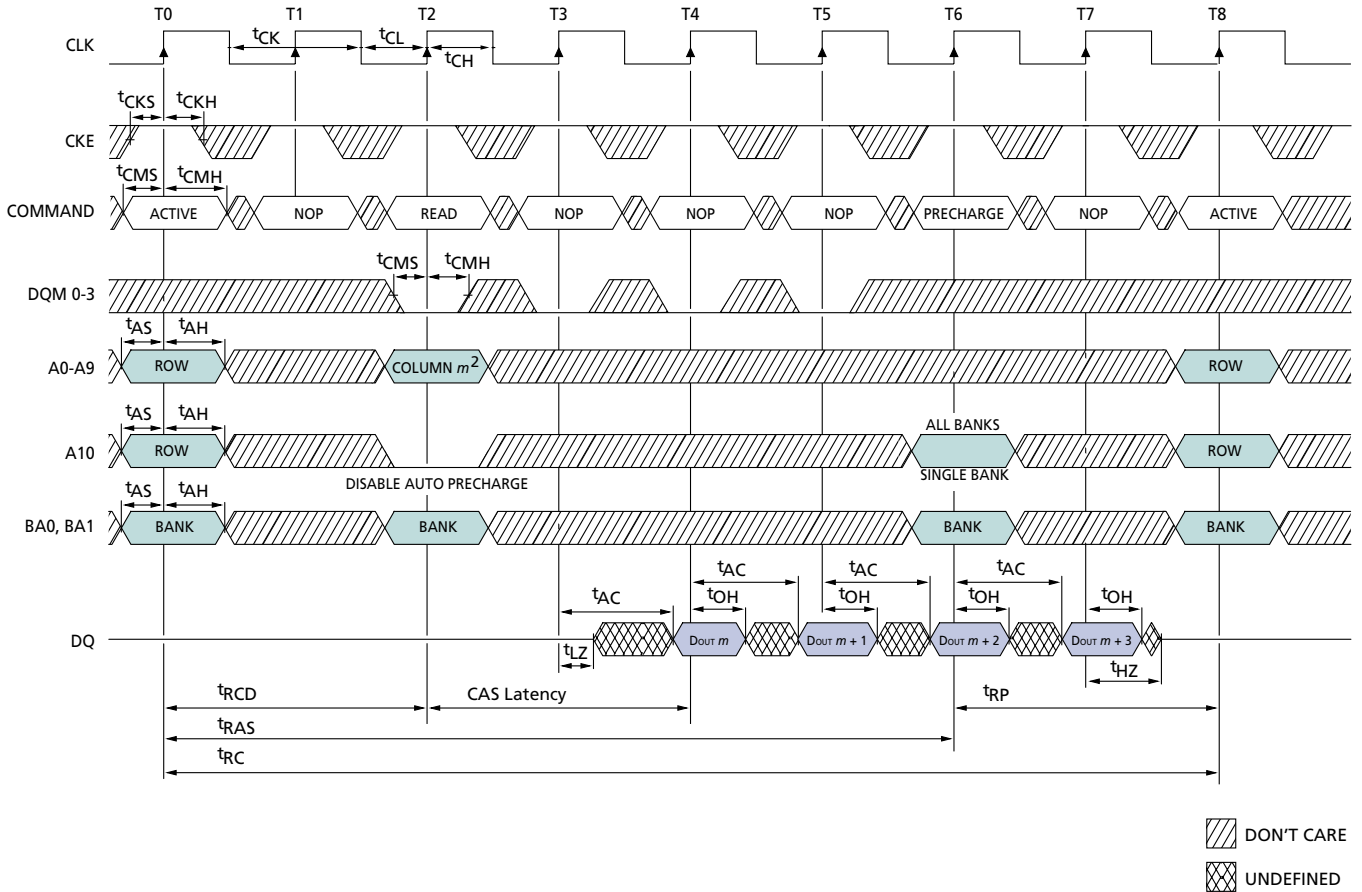 T0 T1 T2 T3 T4 T5 T6 T7 T8
CLK
tCK tCL
tCH
tCKS tCKH
CKE
tCMS tCMH
COMMAND ACTIVE NOP READ NOP NOP NOP PRECHARGE NOP ACTIVE
tCMS tCMH
DQM 0-3
tAS tAH
A0-A9 ROW COLUMN m2 ROW
tAS tAH
ALL BANKS
A10 ROW ROW
DISABLE AUTO PRECHARGE SINGLE BANK
tAS tAH
BA0, BA1 BANK BANK BANK BANK
tAC tAC tAC tAC
tOH tOH tOH tOH
DQ DOUT m DOUT m + 1 DOUT m + 2 DOUT m + 3
tLZ tHZ
tRCD CAS Latency tRP
tRAS
tRC
DON'T CARE
UNDEFINED